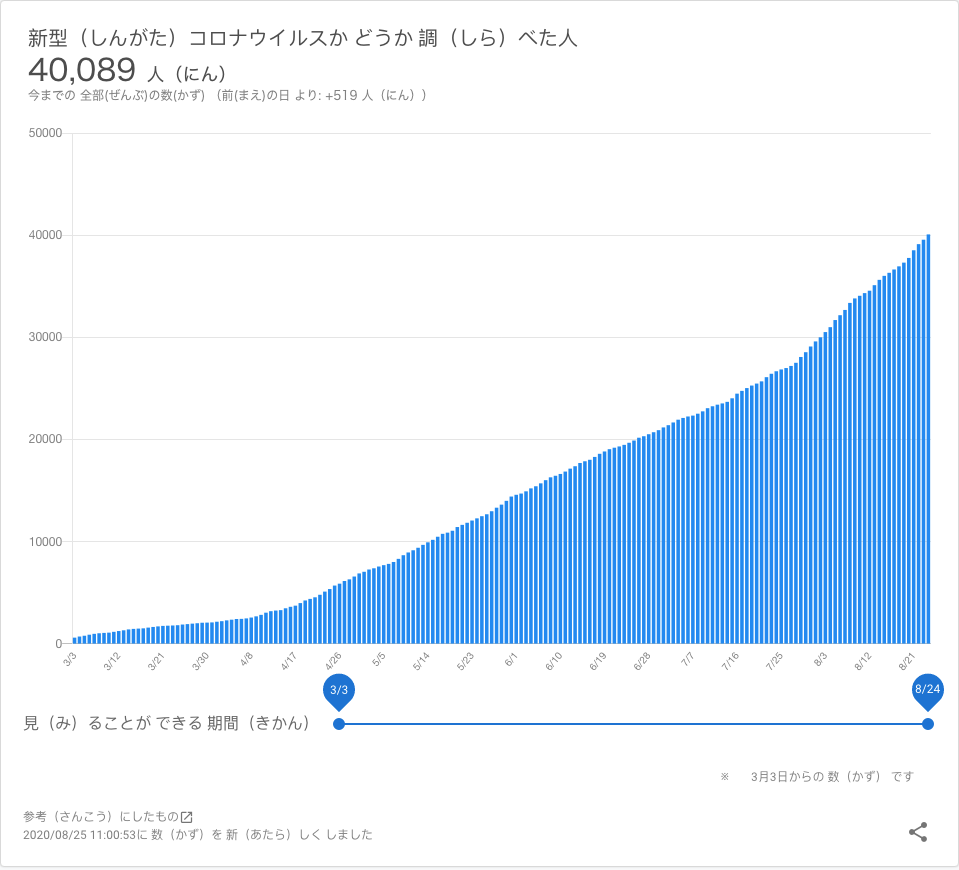 新型（しんがた）コロナウイルスか どうか 調（しら）べた人
40,089 人（にん）
今までの 全部(ぜんぶ)の数(かず) （前(まえ)の日 より: +519 人（にん））
50000
40000
30000
20000
10000
0
3/3 3/12 3/21 3/30 4/8 4/17 4/26 5/5 5/14 5/23 6/1 6/10 6/19 6/28 7/7 7/16 7/25 8/3 8/12 8/21
3/3 8/24
見（み）ることが できる 期間（きかん）
※ 3月3日からの 数（かず） です
参考（さんこう）にしたもの
2020/08/25 11:00:53に 数（かず）を 新（あたら）しく しました